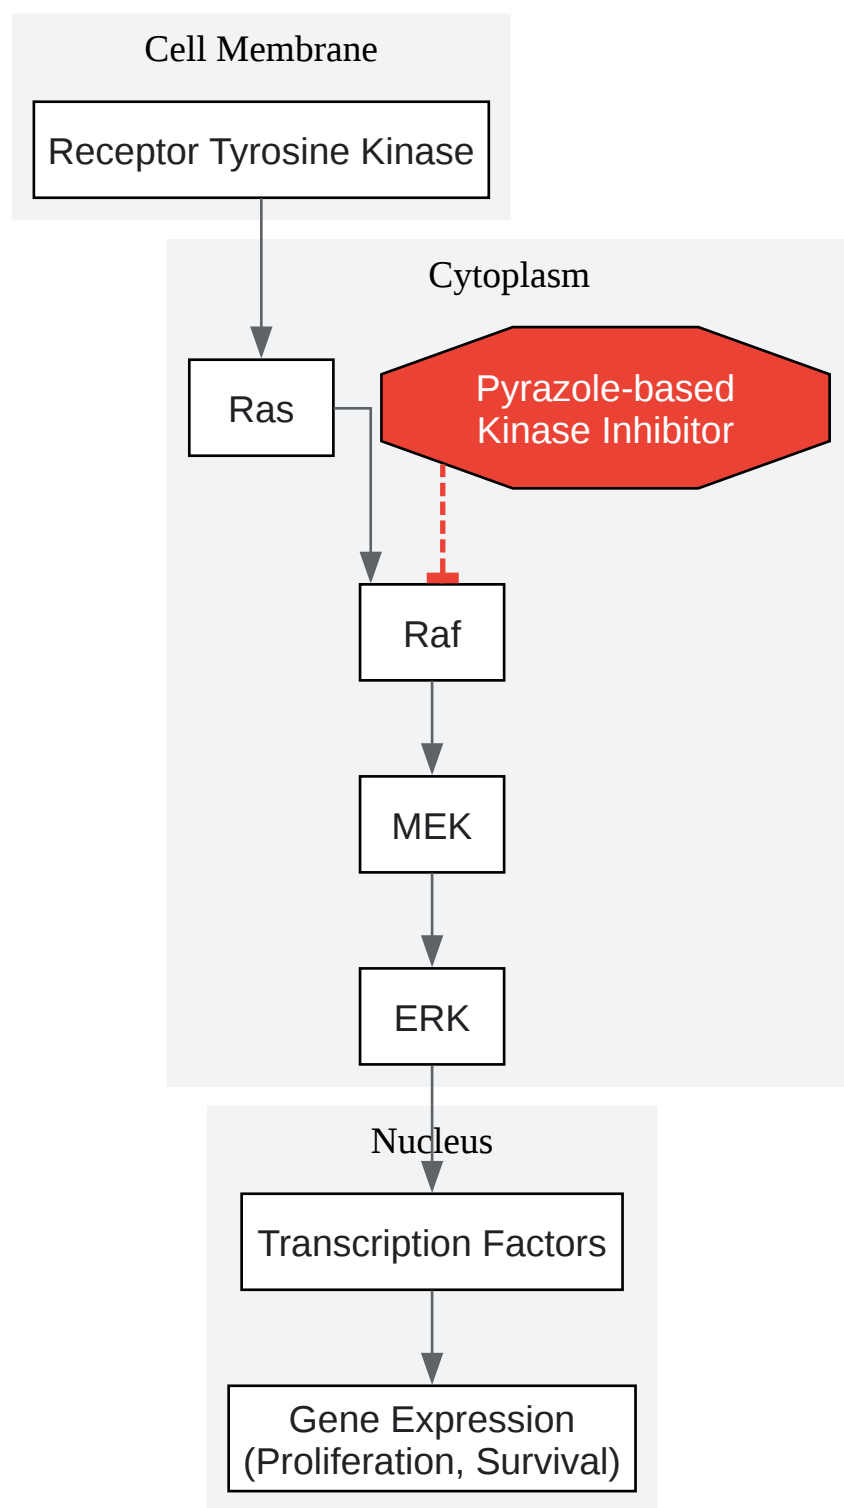 Cell Membrane
Receptor Tyrosine Kinase
Cytoplasm
Ras
Pyrazole-based
Kinase Inhibitor
Raf
MEK
ERK
Nucleus
Transcription Factors
Gene Expression
(Proliferation, Survival)